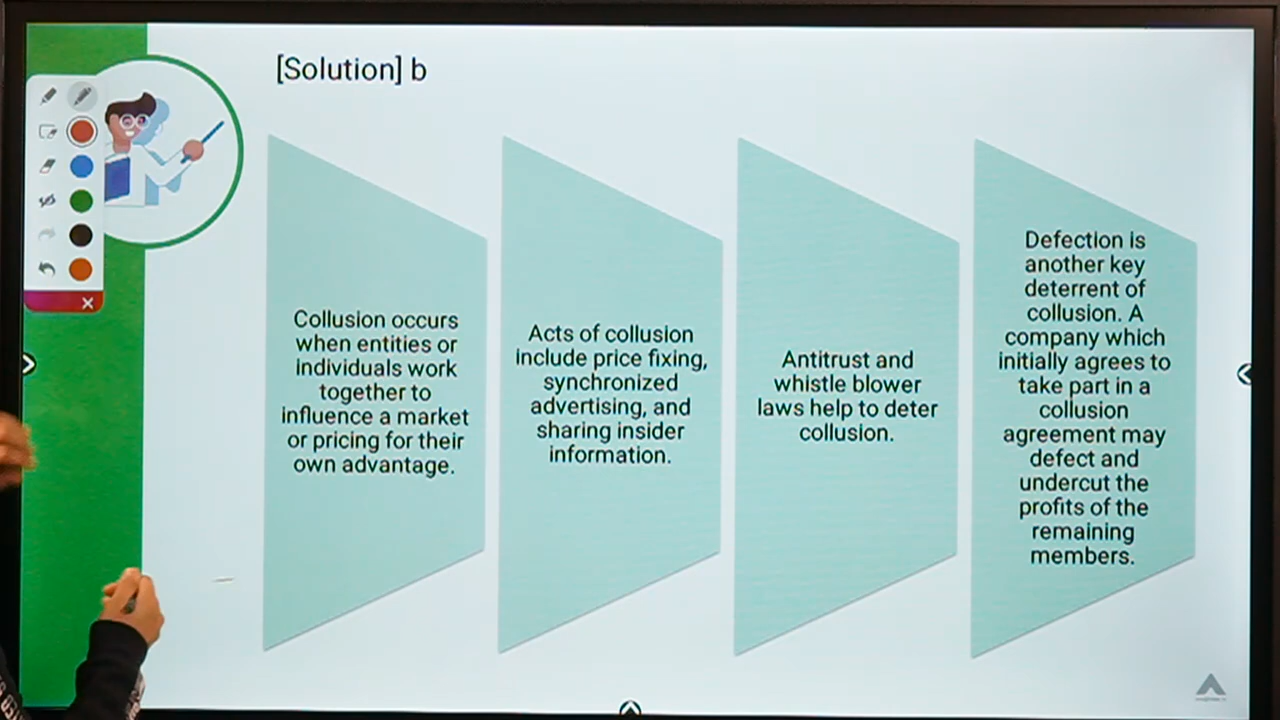 [Solution] b
Collusion occurs
when entities or
individuals work
together to
influence a market
or pricing for their
own advantage.
Acts of collusion
include price fixing,
synchronized
advertising, and
sharing insider
information.
Antitrust and
whistle blower
laws help to deter
collusion.
Defection is
another key
deterrent of
collusion. A
company which
initially agrees to
take part in a
collusion
agreement may
defect and
undercut the
profits of the
remaining
members.